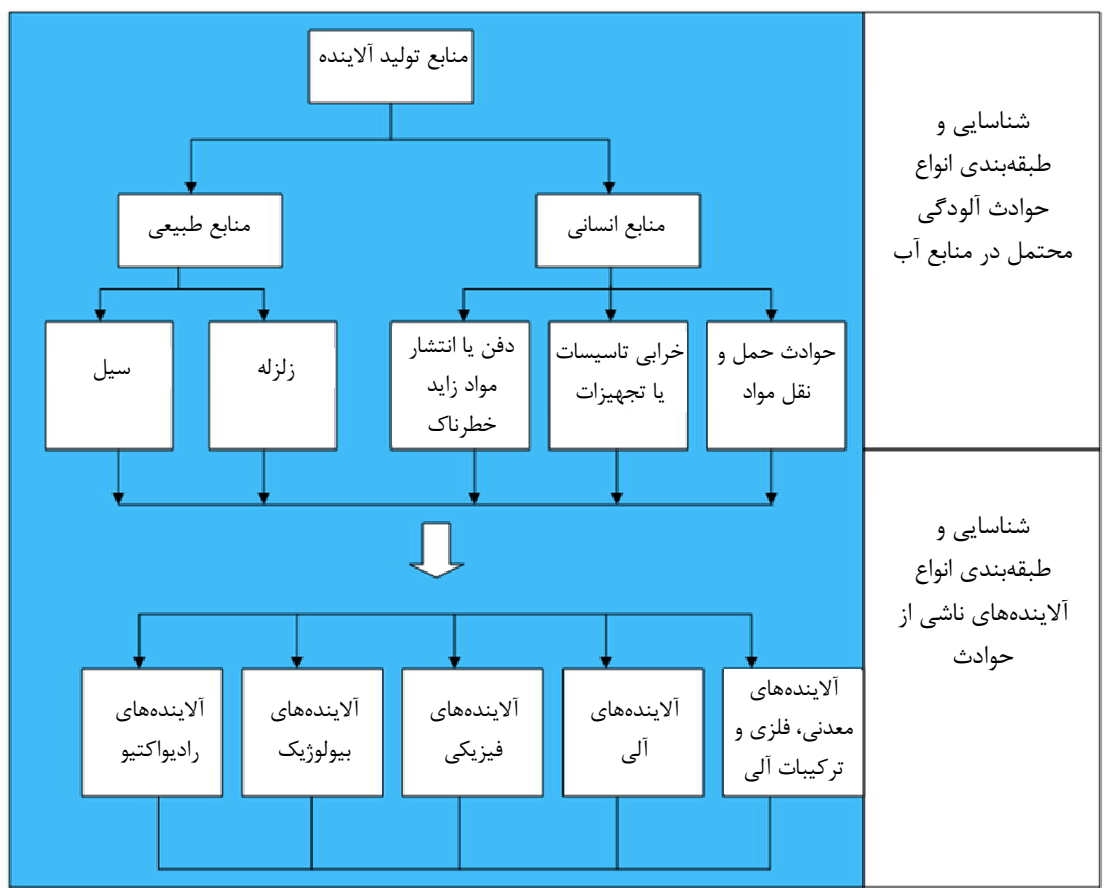 منابع تولید آلاینده
شناسایی و
طبقه‌بندی انواع
حوادث آلودگی
محتمل در منابع آب
منابع انسانی
منابع طبیعی
حوادث حمل و
نقل مواد
خرابی تاسیسات
یا تجهیزات
دفن یا انتشار
مواد زاید
خطرناک
زلزله
سیل
شناسایی و
طبقه‌بندی انواع
آلاینده‌های ناشی از
حوادث
آلاینده‌های
معدنی، فلزی و
ترکیبات آلی
آلاینده‌های
آلی
آلاینده‌های
فیزیکی
آلاینده‌های
بیولوژیک
آلاینده‌های
رادیواکتیو